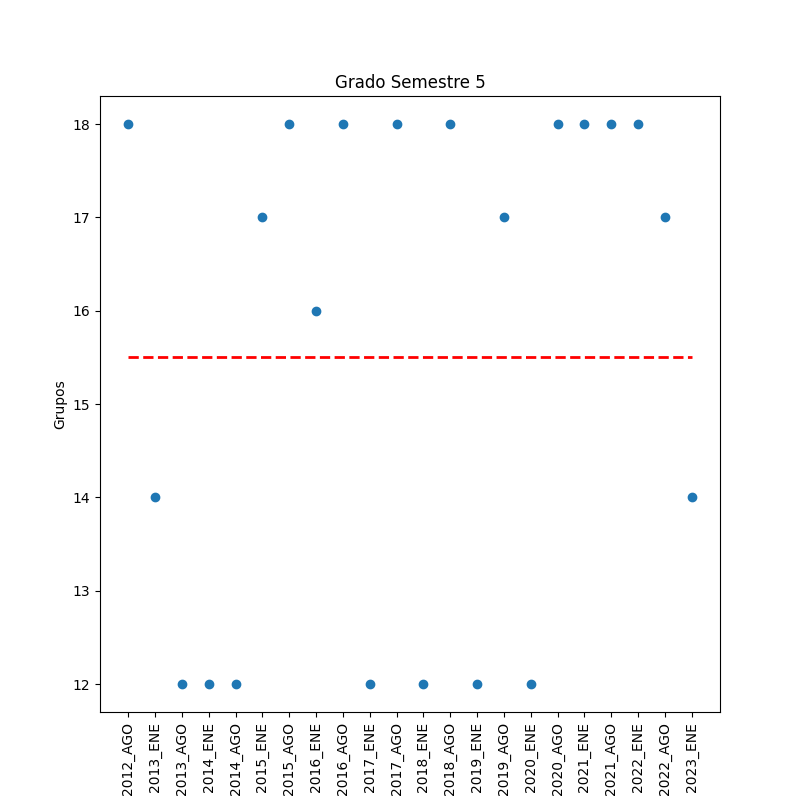 Grado Semestre 5
18
17
16
15
14
13
12
Grupos
2012_AGO
2013_ENE
2013_AGO
2014_ENE
2014_AGO
2015_ENE
2015_AGO
2016_ENE
2016_AGO
2017_ENE
2017_AGO
2018_ENE
2018_AGO
2019_ENE
2019_AGO
2020_ENE
2020_AGO
2021_ENE
2021_AGO
2022_ENE
2022_AGO
2023_ENE